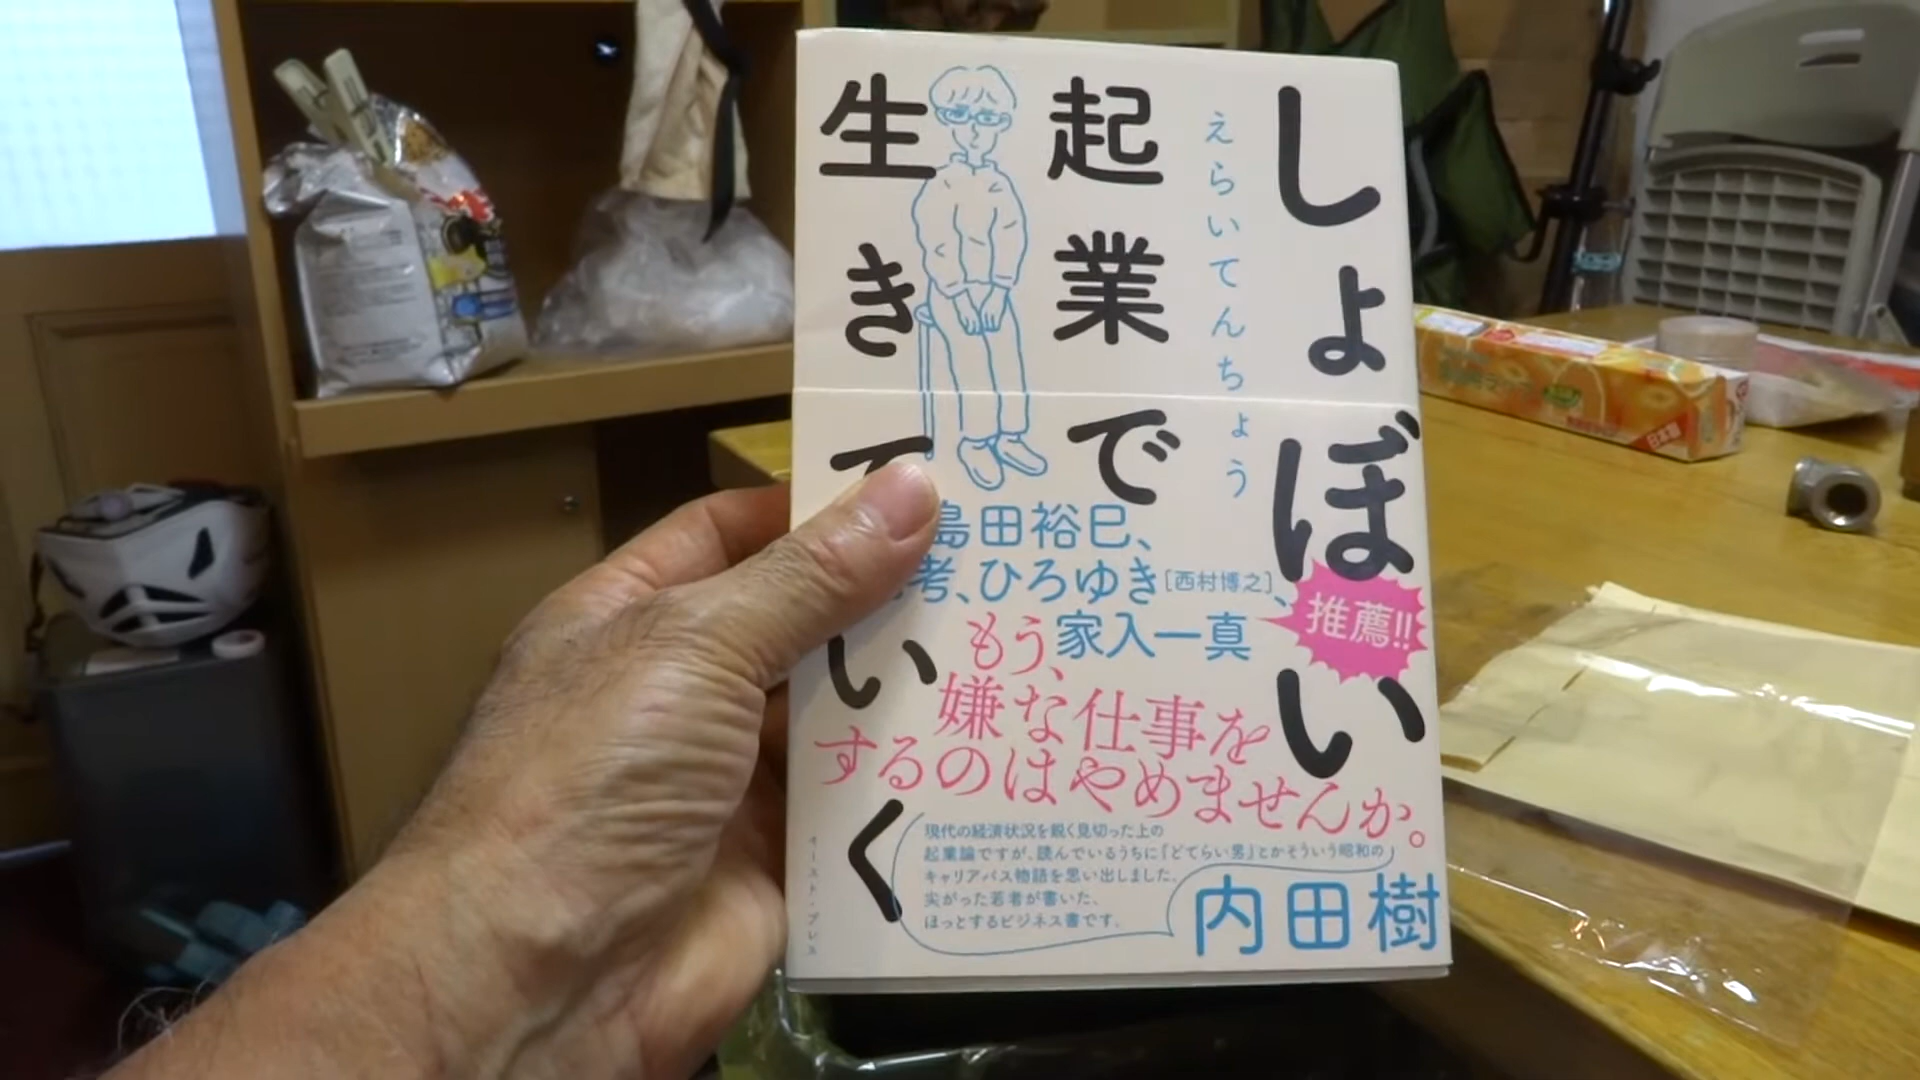 しょぼい
起業で
生きていく
えらいてんちょう
島田裕巳、
考、ひろゆき[西村博之]、
家入一真
推薦!!
もう、
嫌な仕事を
するのはやめませんか。
現代の経済状況を鋭く見切った上の
起業論ですが、読んでいるうちに『どてらい男』とかそういう昭和の
キャリアパス物語を思い出しました。
尖がった若者が書いた、
ほっとするビジネス書です。
内田樹
イースト・プレス
日本製